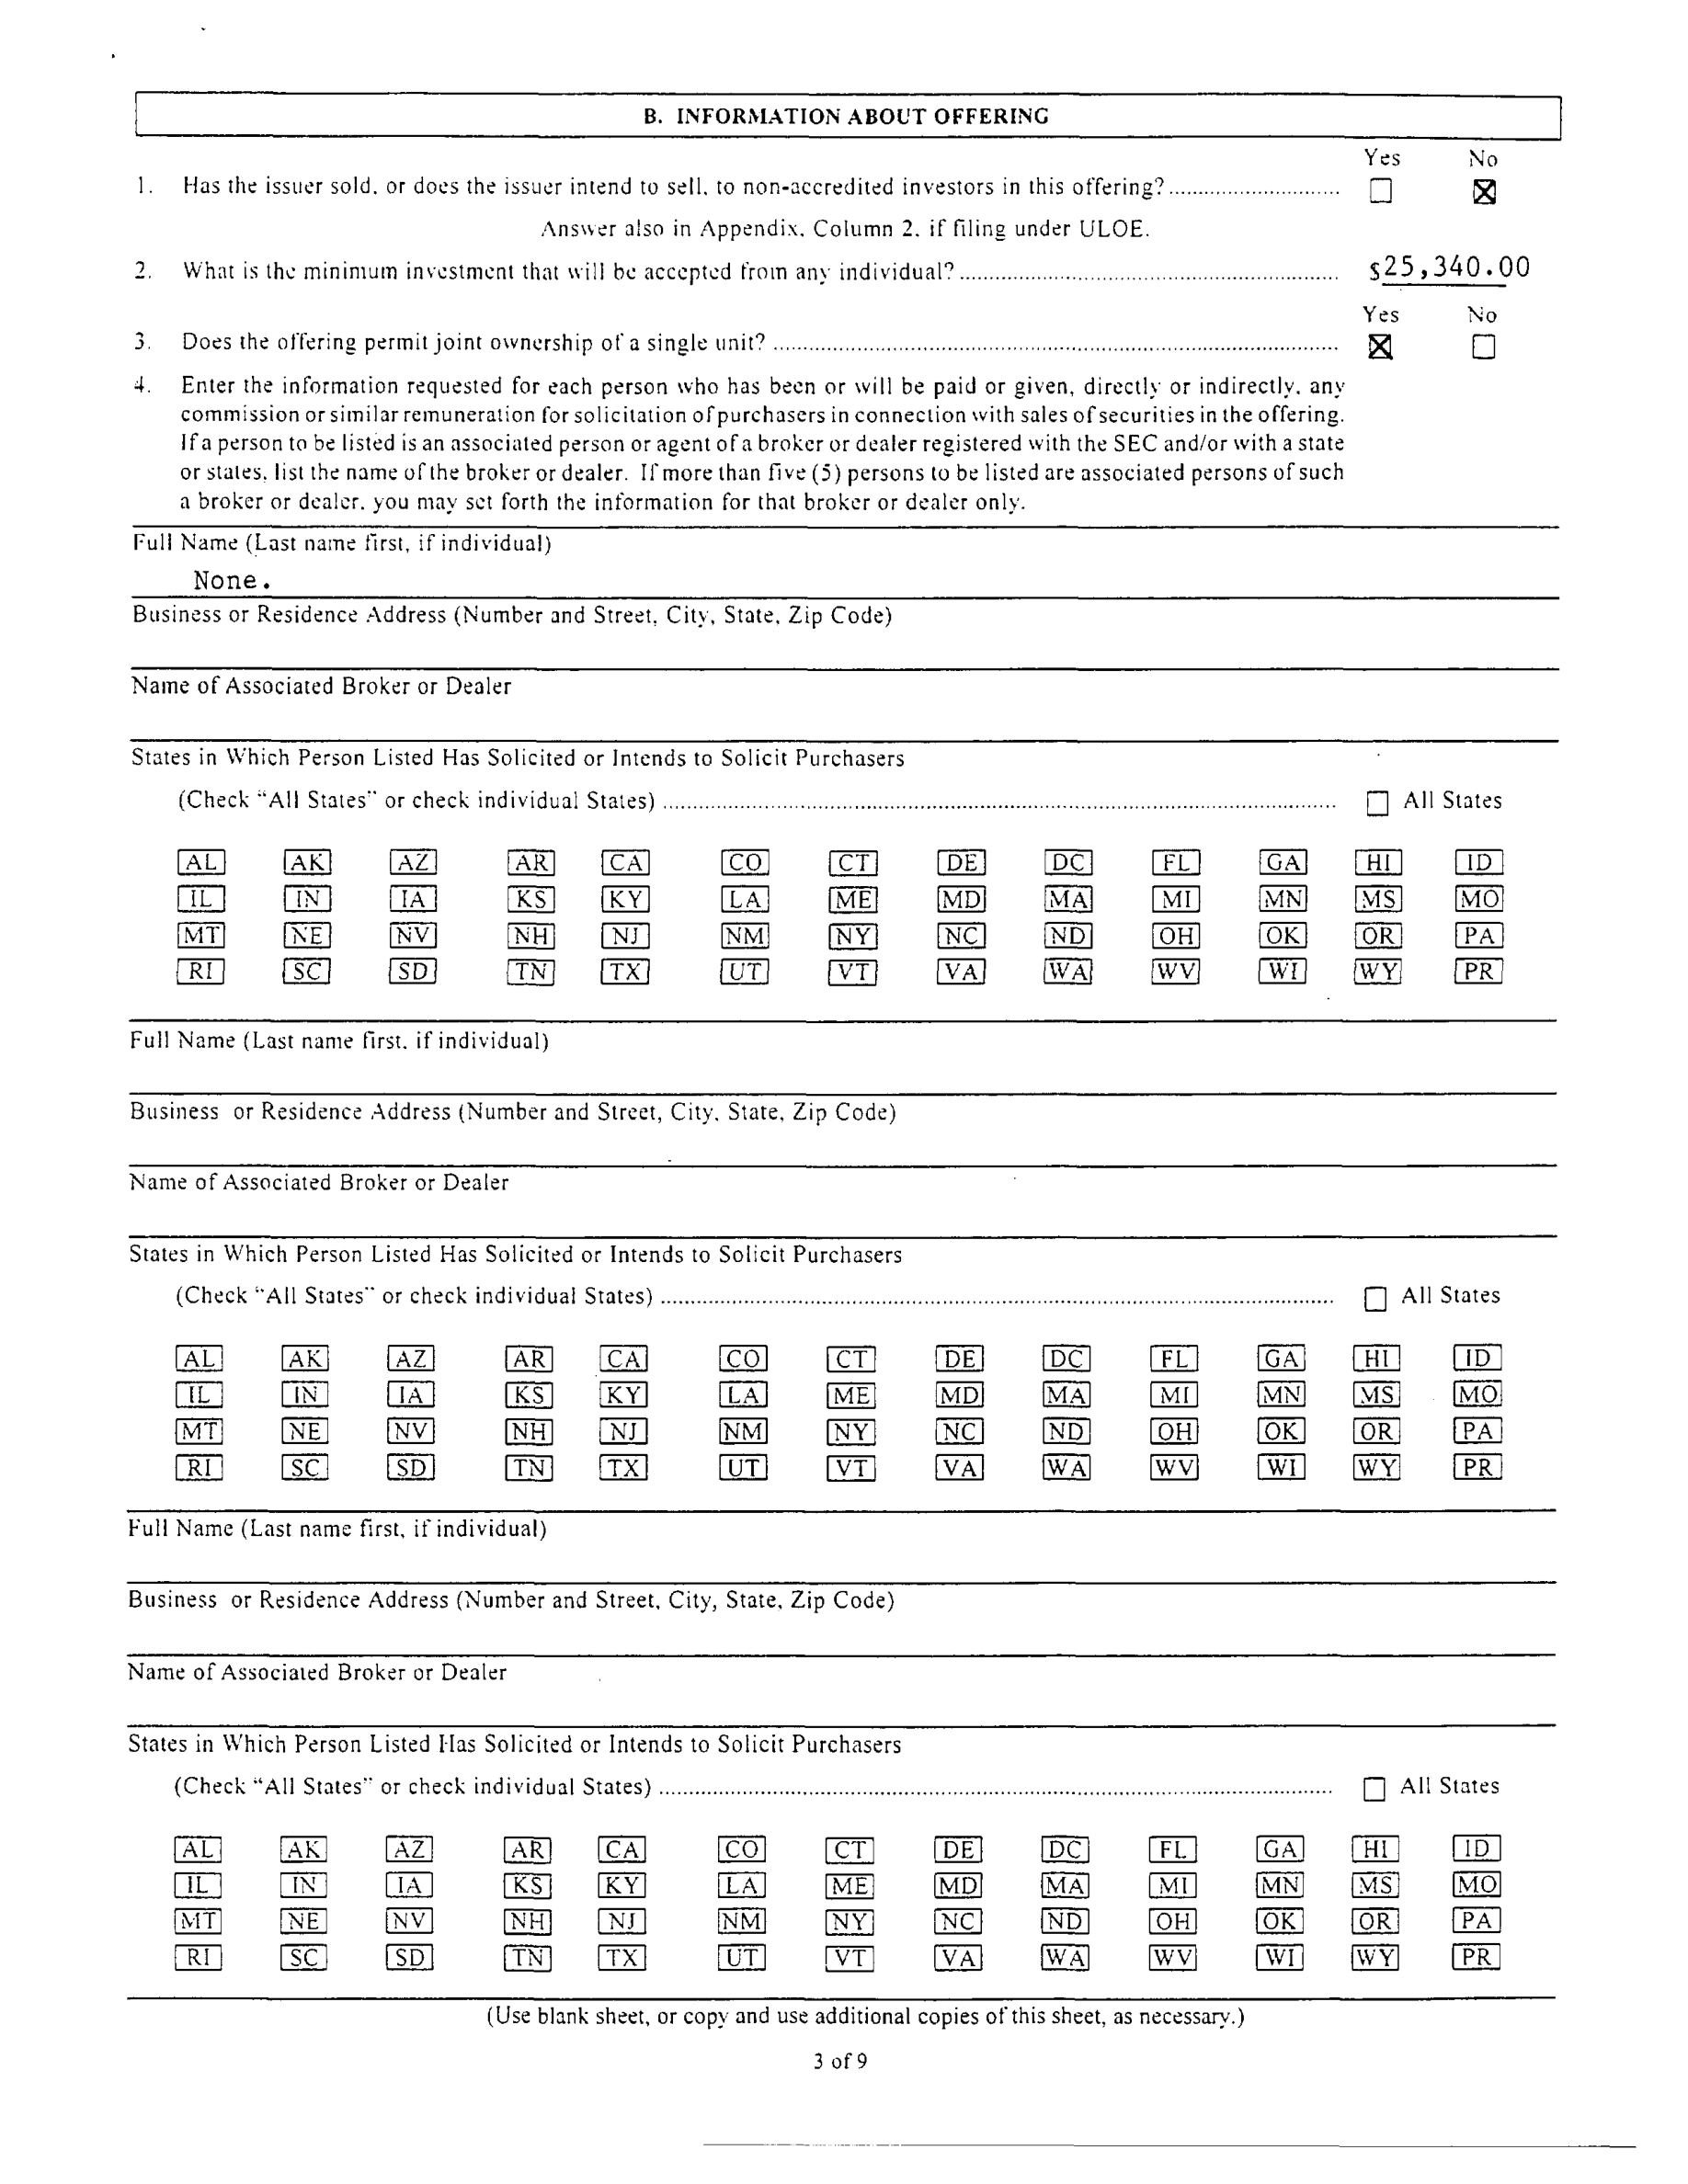 B. INFORMATION ABOUT OFFERING
Yes No
1. Has the issuer sold, or does the issuer intend to sell, to non-accredited investors in this offering? ☐ ☒
Answer also in Appendix, Column 2, if filing under ULOE.
2. What is the minimum investment that will be accepted from any individual? $25,340.00
Yes No
3. Does the offering permit joint ownership of a single unit? ☒ ☐
4. Enter the information requested for each person who has been or will be paid or given, directly or indirectly, any
commission or similar remuneration for solicitation of purchasers in connection with sales of securities in the offering.
If a person to be listed is an associated person or agent of a broker or dealer registered with the SEC and/or with a state
or states, list the name of the broker or dealer. If more than five (5) persons to be listed are associated persons of such
a broker or dealer, you may set forth the information for that broker or dealer only.
Full Name (Last name first, if individual)
None.
Business or Residence Address (Number and Street, City, State, Zip Code)
Name of Associated Broker or Dealer
States in Which Person Listed Has Solicited or Intends to Solicit Purchasers
(Check "All States" or check individual States) ☐ All States
AL AK AZ AR CA CO CT DE DC FL GA HI ID
IL IN IA KS KY LA ME MD MA MI MN MS MO
MT NE NV NH NJ NM NY NC ND OH OK OR PA
RI SC SD TN TX UT VT VA WA WV WI WY PR
Full Name (Last name first, if individual)
Business or Residence Address (Number and Street, City, State, Zip Code)
Name of Associated Broker or Dealer
States in Which Person Listed Has Solicited or Intends to Solicit Purchasers
(Check "All States" or check individual States) ☐ All States
AL AK AZ AR CA CO CT DE DC FL GA HI ID
IL IN IA KS KY LA ME MD MA MI MN MS MO
MT NE NV NH NJ NM NY NC ND OH OK OR PA
RI SC SD TN TX UT VT VA WA WV WI WY PR
Full Name (Last name first, if individual)
Business or Residence Address (Number and Street, City, State, Zip Code)
Name of Associated Broker or Dealer
States in Which Person Listed Has Solicited or Intends to Solicit Purchasers
(Check "All States" or check individual States) ☐ All States
AL AK AZ AR CA CO CT DE DC FL GA HI ID
IL IN IA KS KY LA ME MD MA MI MN MS MO
MT NE NV NH NJ NM NY NC ND OH OK OR PA
RI SC SD TN TX UT VT VA WA WV WI WY PR
(Use blank sheet, or copy and use additional copies of this sheet, as necessary.)
3 of 9